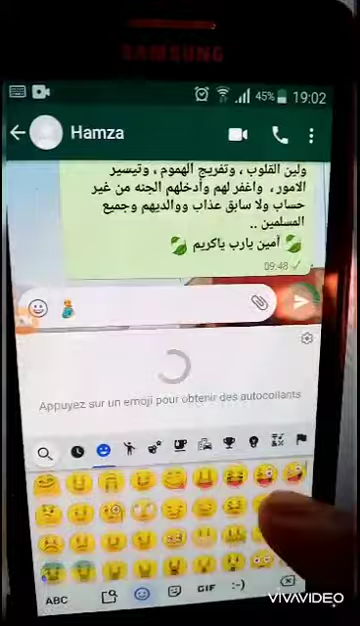 SAMSUNG
45% 19:02
Hamza
ولين القلوب ، وتفريج الهموم ، وتيسير
الامور ، واغفر لهم وأدخلهم الجنه من غير
حساب ولا سابق عذاب ووالديهم وجميع
المسلمين ..
آمين يارب ياكريم
09:48
Appuyez sur un emoji pour obtenir des autocollants
ABC GIF :-)
VIVAVIDEO